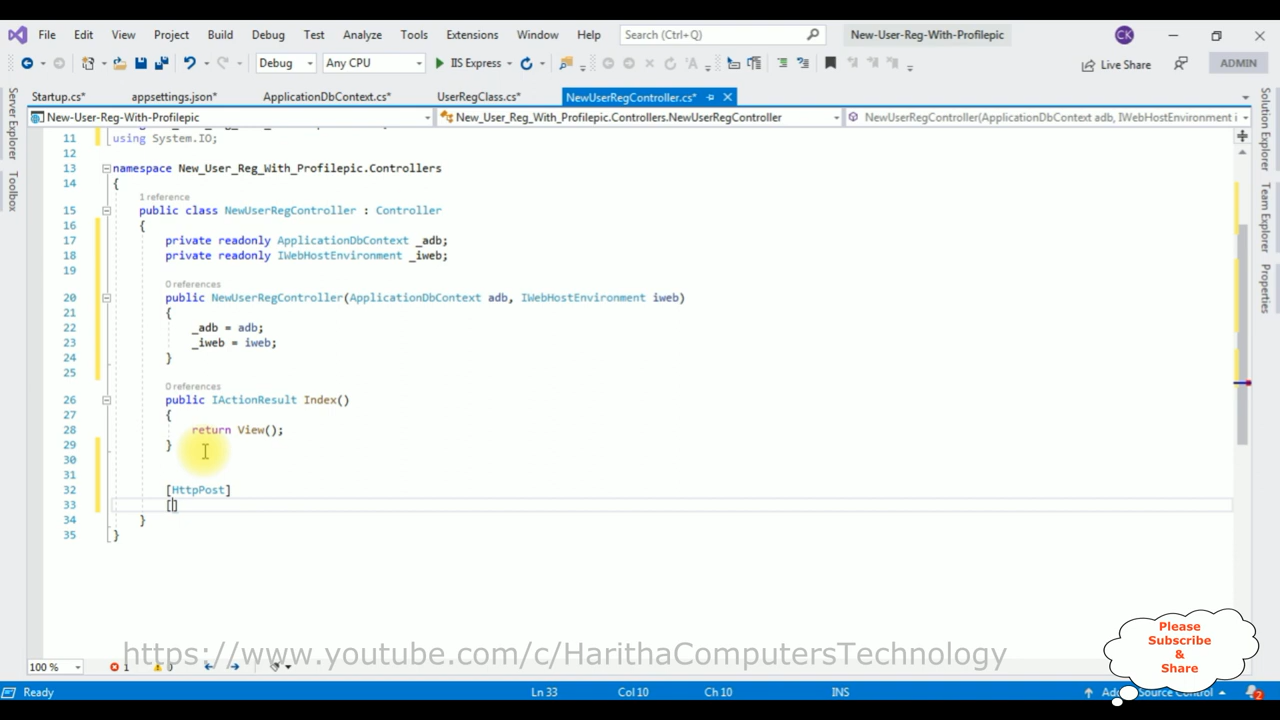 File Edit View Project Build Debug Test Analyze Tools Extensions Window Help Search (Ctrl+Q) New-User-Reg-With-Profilepic CK
Debug Any CPU IIS Express Live Share ADMIN
Startup.cs* appsettings.json* ApplicationDbContext.cs* UserRegClass.cs* NewUserRegController.cs*
New-User-Reg-With-Profilepic New_User_Reg_With_Profilepic.Controllers.NewUserRegController NewUserRegController(ApplicationDbContext adb, IWebHostEnvironment i
Server Explorer
Toolbox
Solution Explorer
Team Explorer
Properties
11 using System.IO;
12
13 namespace New_User_Reg_With_Profilepic.Controllers
14 {
1 reference
15 public class NewUserRegController : Controller
16 {
17 private readonly ApplicationDbContext _adb;
18 private readonly IWebHostEnvironment _iweb;
19
0 references
20 public NewUserRegController(ApplicationDbContext adb, IWebHostEnvironment iweb)
21 {
22 _adb = adb;
23 _iweb = iweb;
24 }
25
0 references
26 public IActionResult Index()
27 {
28 return View();
29 }
30
31
32 [HttpPost]
33 []
34 }
35 }
Please
Subscribe
&
Share
https://www.youtube.com/c/HarithaComputersTechnology
100 % 1 0
Ready Ln 33 Col 10 Ch 10 INS Source Control 2